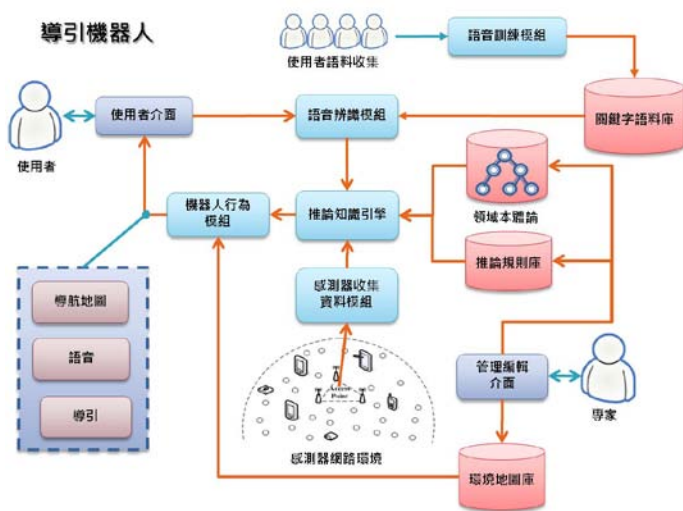 導引機器人
使用者語料收集
語音訓練模組
使用者
使用者介面
語音辨識模組
關鍵字語料庫
機器人行為
模組
推論知識引擎
領域本體論
推論規則庫
導航地圖
語音
導引
感測器收集
資料模組
Access
Point
感測器網路環境
管理編輯
介面
專家
環境地圖庫